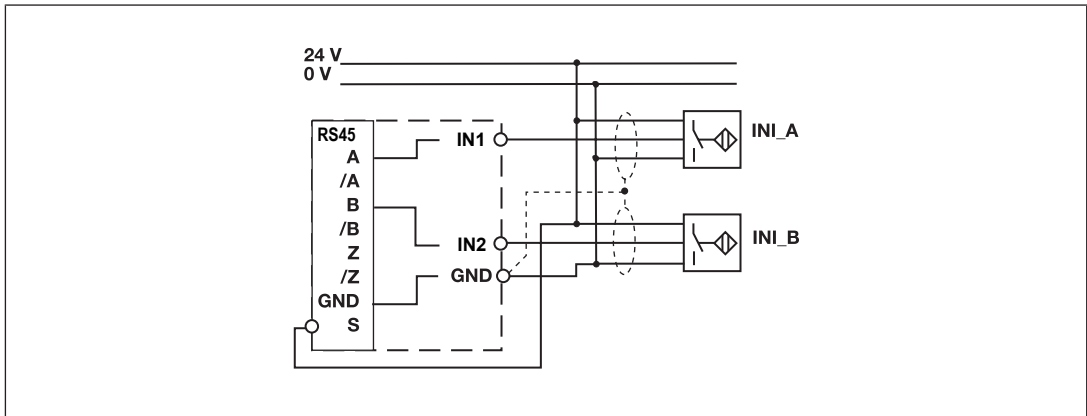 24 V
0 V
RS45
A
/A
B
/B
Z
/Z
GND
S
IN1
IN2
GND
INI_A
INI_B